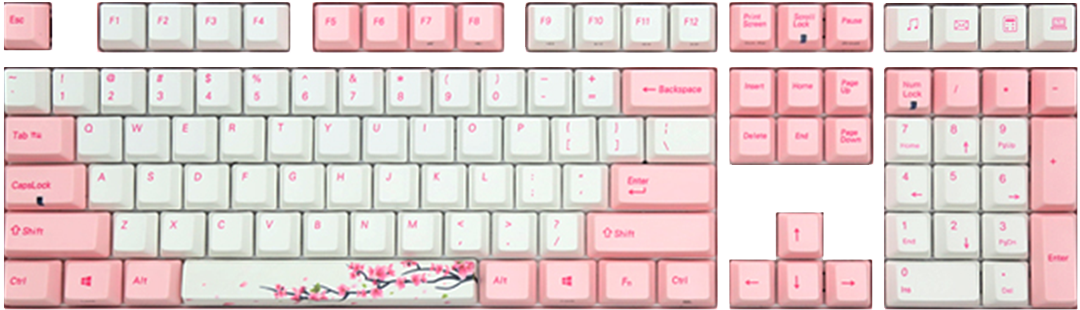 Esc F1 F2 F3 F4 F5 F6 F7 F8 F9 F10 F11 F12 Print Screen Scroll Lock Pause
~ ! @ # $ % ^ & * ( ) - + Backspace Insert Home Page Up Num Lock / * -
1 2 3 4 5 6 7 8 9 0 - =
Tab Q W E R T Y U I O P { } ¦ Delete End Page Down 7 8 9 +
[ ] \ Home ↑ PgUp
CapsLock A S D F G H J K L : " Enter 4 5 6
; ' ← →
⇧Shift Z X C V B N M < > ? ⇧Shift ↑ 1 2 3 Enter
, . / End ↓ PgDn
Ctrl Alt Alt Fn Ctrl ← ↓ → 0 .
Ins Del